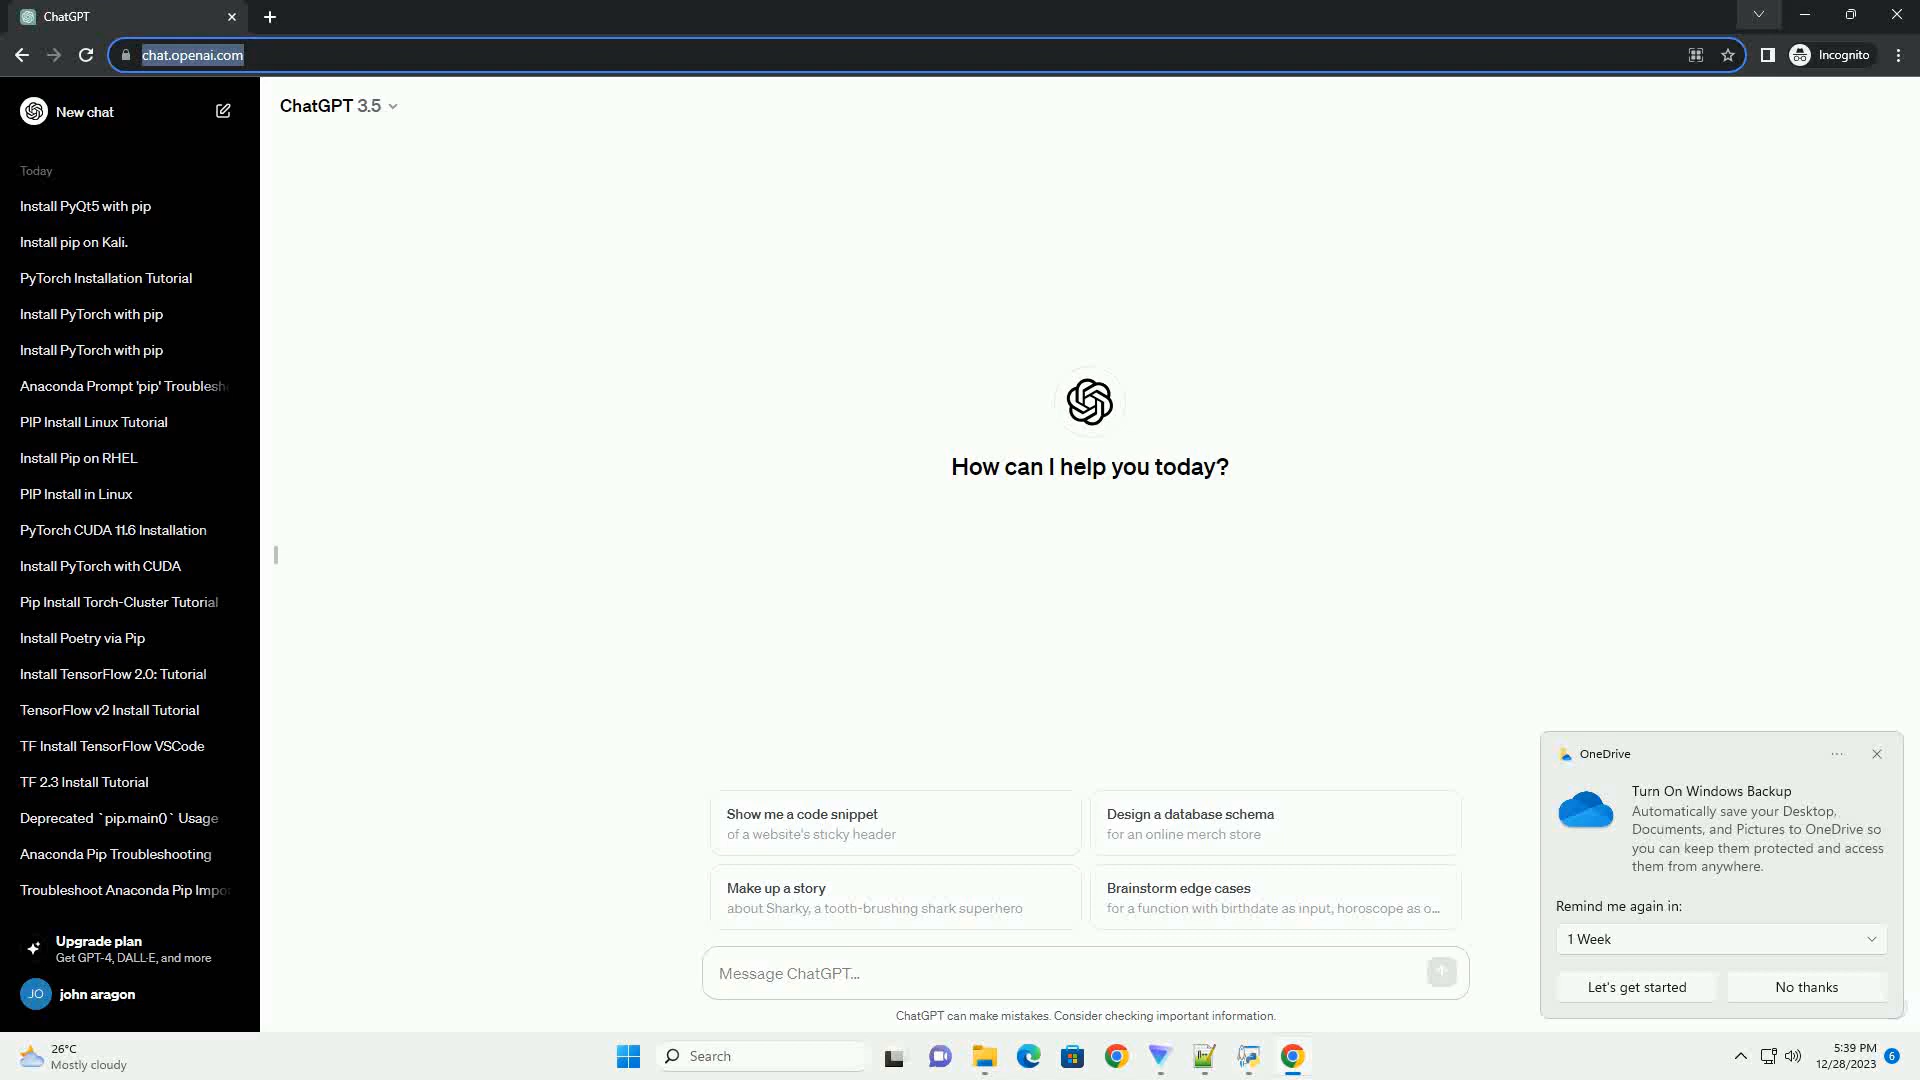 ChatGPT
chat.openai.com
Incognito
New chat
Today
Install PyQt5 with pip
Install pip on Kali.
PyTorch Installation Tutorial
Install PyTorch with pip
Install PyTorch with pip
Anaconda Prompt 'pip' Troublesh
PIP Install Linux Tutorial
Install Pip on RHEL
PIP Install in Linux
PyTorch CUDA 11.6 Installation
Install PyTorch with CUDA
Pip Install Torch-Cluster Tutorial
Install Poetry via Pip
Install TensorFlow 2.0: Tutorial
TensorFlow v2 Install Tutorial
TF Install TensorFlow VSCode
TF 2.3 Install Tutorial
Deprecated `pip.main()` Usage
Anaconda Pip Troubleshooting
Troubleshoot Anaconda Pip Impo
Upgrade plan
Get GPT-4, DALL·E, and more
JO john aragon
ChatGPT 3.5
How can I help you today?
Show me a code snippet
of a website's sticky header
Design a database schema
for an online merch store
Make up a story
about Sharky, a tooth-brushing shark superhero
Brainstorm edge cases
for a function with birthdate as input, horoscope as o...
Message ChatGPT...
ChatGPT can make mistakes. Consider checking important information.
OneDrive
Turn On Windows Backup
Automatically save your Desktop,
Documents, and Pictures to OneDrive so
you can keep them protected and access
them from anywhere.
Remind me again in:
1 Week
Let's get started
No thanks
26°C
Mostly cloudy
Search
5:39 PM
12/28/2023
6